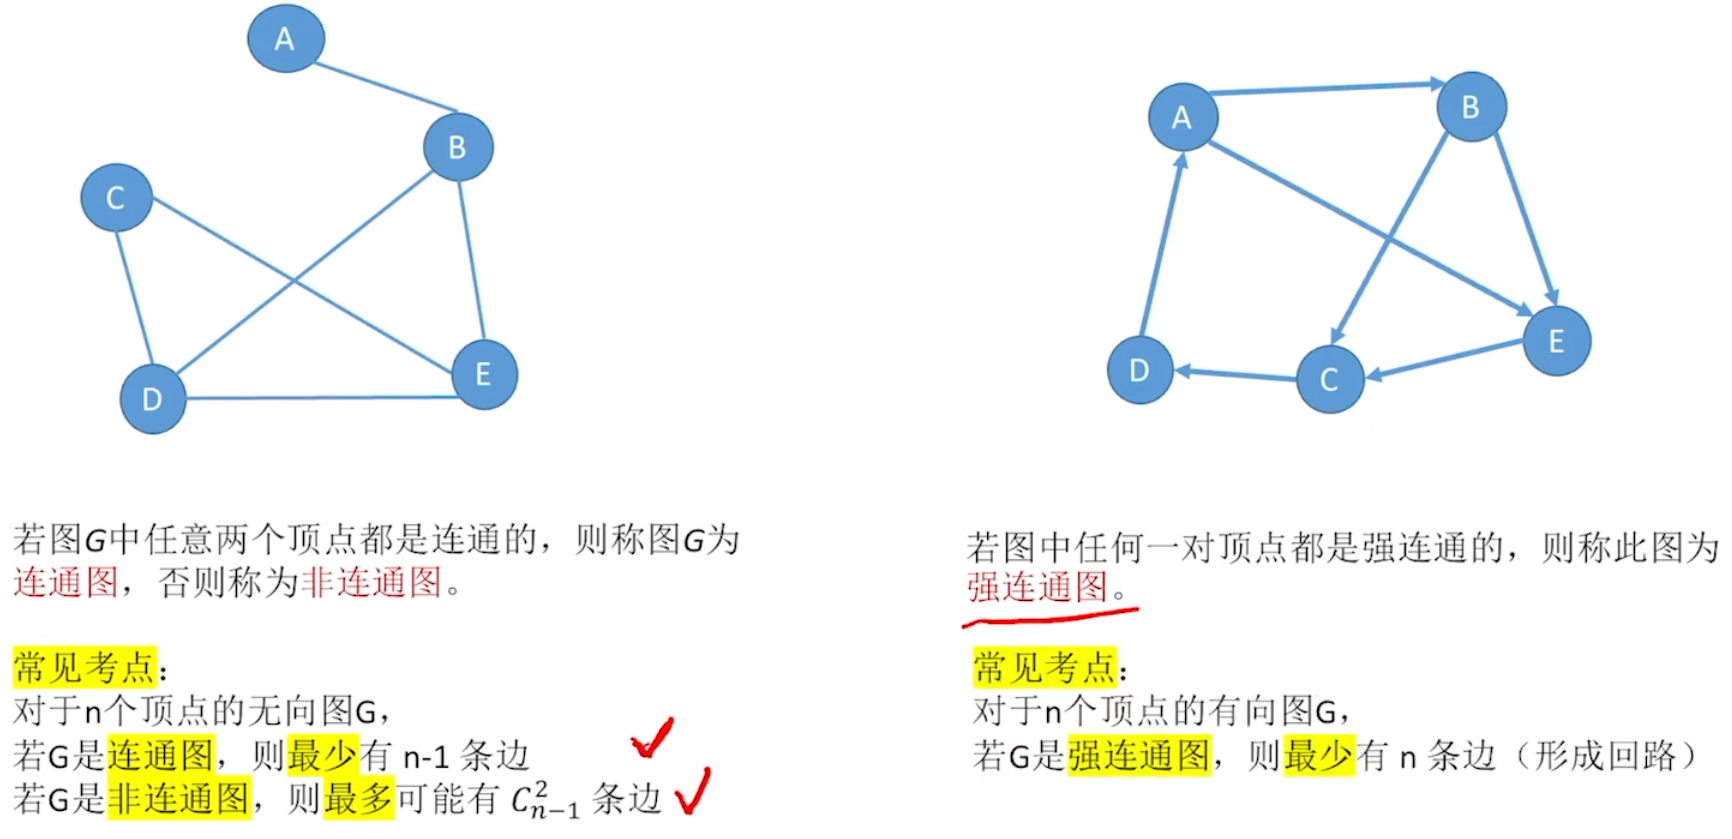 A
B
C
D
E
若图G中任意两个顶点都是连通的，则称图G为
连通图，否则称为非连通图。
常见考点：
对于n个顶点的无向图G，
若G是连通图，则最少有 n-1 条边
若G是非连通图，则最多可能有 $C_{n-1}^2$ 条边
A
B
E
D
C
若图中任何一对顶点都是强连通的，则称此图为
强连通图。
常见考点：
对于n个顶点的有向图G，
若G是强连通图，则最少有 n 条边（形成回路）